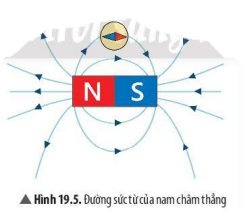 N S
▲ Hình 19.5. Đường sức từ của nam châm thẳng